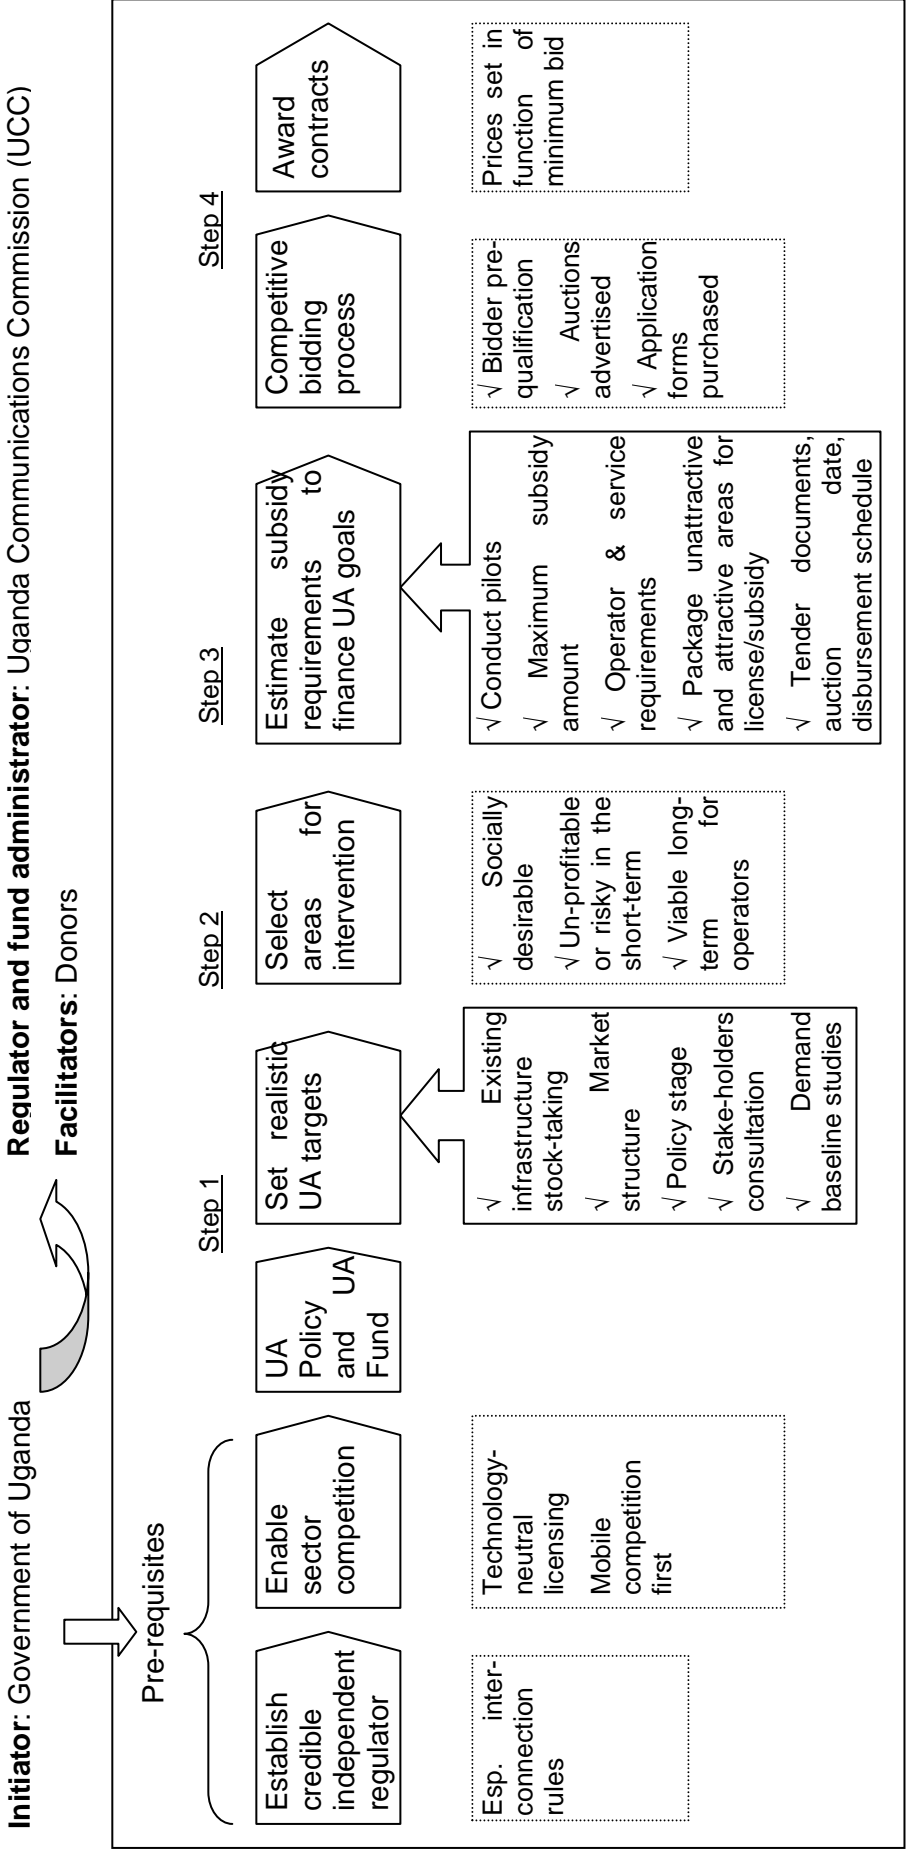 Initiator: Government of Uganda
Regulator and fund administrator: Uganda Communications Commission (UCC)
Facilitators: Donors
Pre-requisites
Step 1
Step 2
Step 3
Step 4
Establish
credible
independent
regulator
Enable
sector
competition
UA
Policy
and UA
Fund
Set realistic
UA targets
Select
areas for
intervention
Estimate subsidy
requirements to
finance UA goals
Competitive
bidding
process
Award
contracts
Esp. inter-
connection
rules
Technology-
neutral
licensing
Mobile
competition
first
√ Existing
infrastructure
stock-taking
√ Market
structure
√ Policy stage
√ Stake-holders
consultation
√ Demand
baseline studies
√ Socially
desirable
√ Un-profitable
or risky in the
short-term
√ Viable long-
term for
operators
√ Conduct pilots
√ Maximum subsidy
amount
√ Operator & service
requirements
√ Package unattractive
and attractive areas for
license/subsidy
√ Tender documents,
auction date,
disbursement schedule
√ Bidder pre-
qualification
√ Auctions
advertised
√ Application
forms
purchased
Prices set in
function of
minimum bid